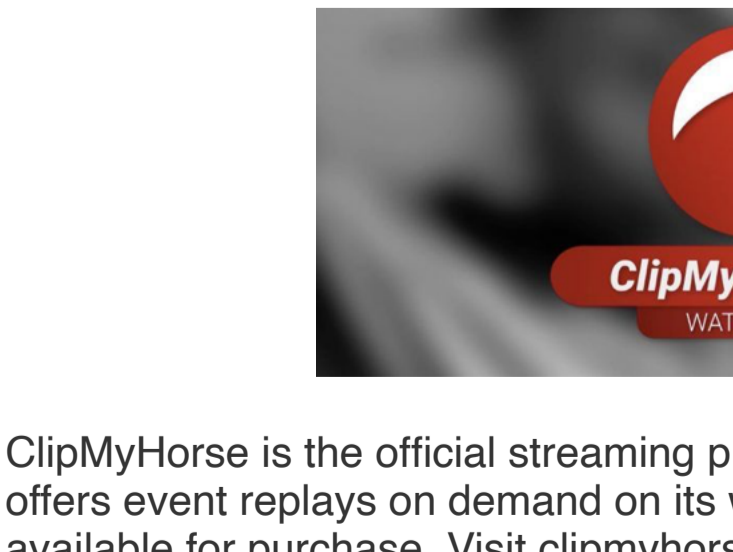 ClipMy
WAT
ClipMyHorse is the official streaming p
offers event replays on demand on its
available for purchase. Visit clipmyhors